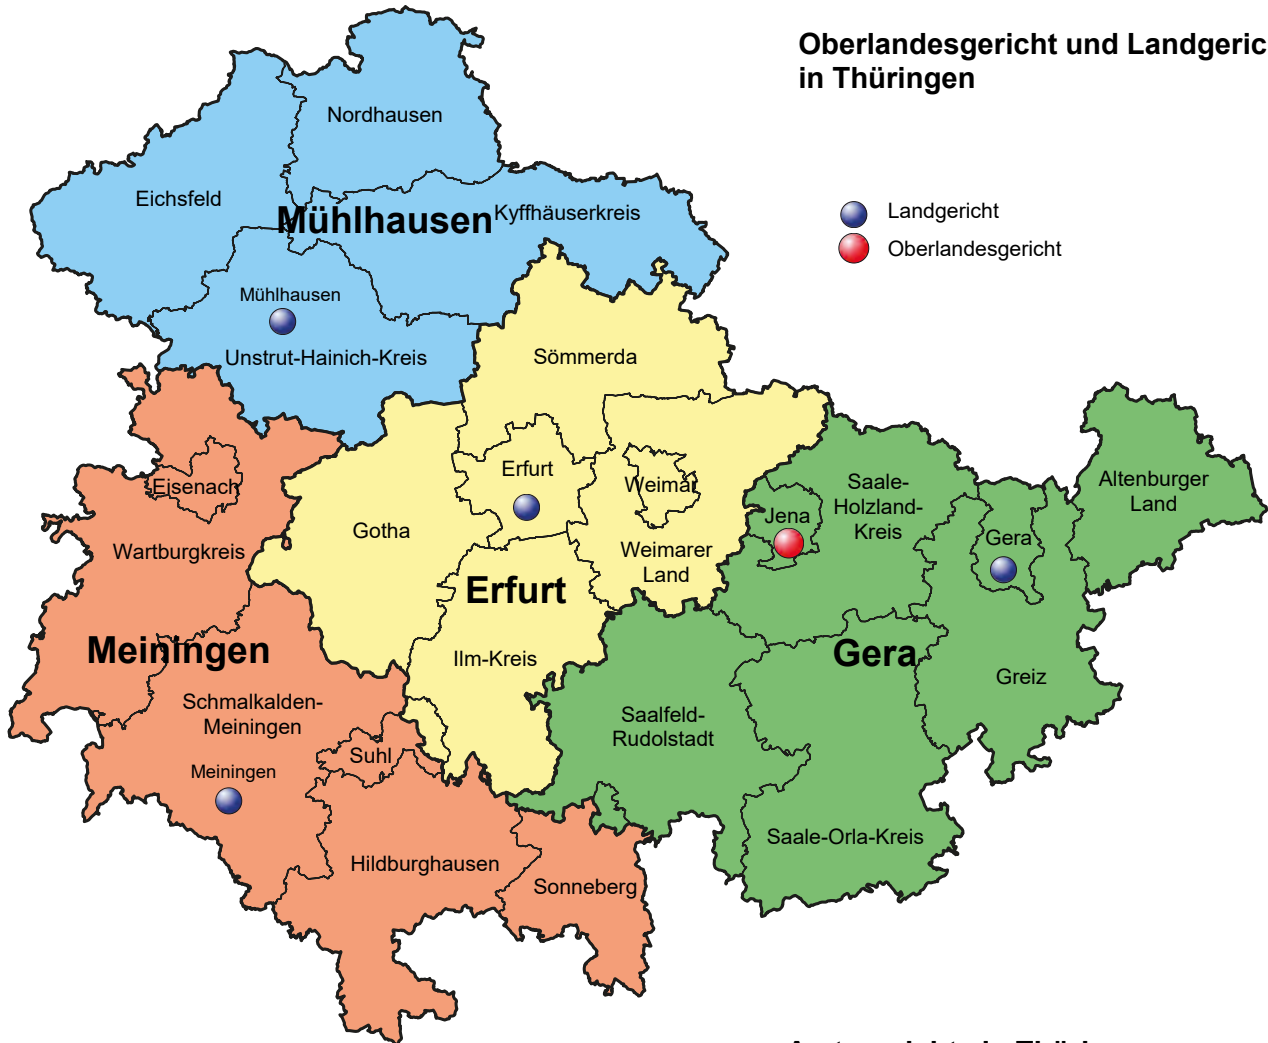 Oberlandesgericht und Landgeric
in Thüringen
Landgericht
Oberlandesgericht
Nordhausen
Eichsfeld
Mühlhausen
Kyffhäuserkreis
Mühlhausen
Unstrut-Hainich-Kreis
Sömmerda
Erfurt
Weimar
Eisenach
Gotha
Wartburgkreis
Weimarer
Land
Erfurt
Ilm-Kreis
Saale-
Holzland-
Kreis
Jena
Gera
Altenburger
Land
Meiningen
Gera
Greiz
Schmalkalden-
Meiningen
Saalfeld-
Rudolstadt
Suhl
Meiningen
Hildburghausen
Sonneberg
Saale-Orla-Kreis